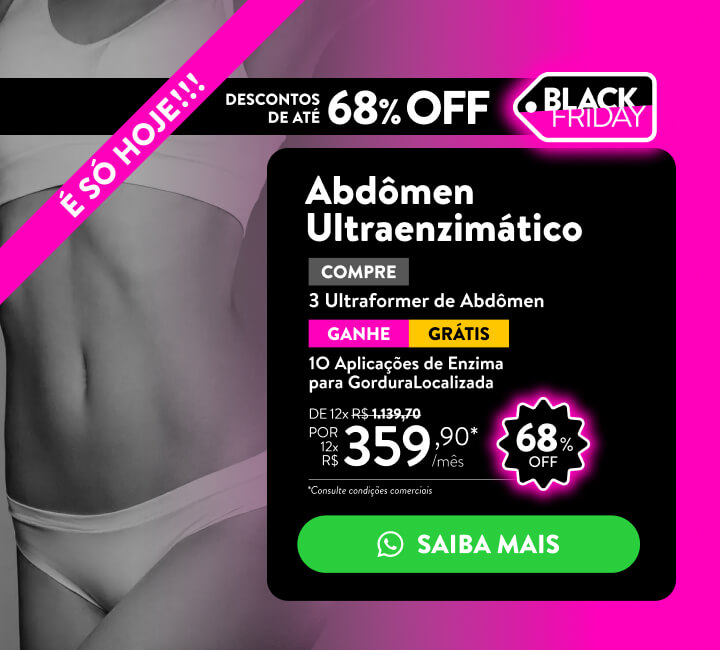 É SÓ HOJE!!!
DESCONTOS
DE ATÉ
68% OFF
BLACK
FRIDAY
Abdômen
Ultraenzimático
COMPRE
3 Ultraformer de Abdômen
GANHE GRÁTIS
10 Aplicações de Enzima
para GorduraLocalizada
DE 12x R$ 1.139,70
POR
12x
R$
359,90*
/mês
*Consulte condições comerciais
68%
OFF
SAIBA MAIS